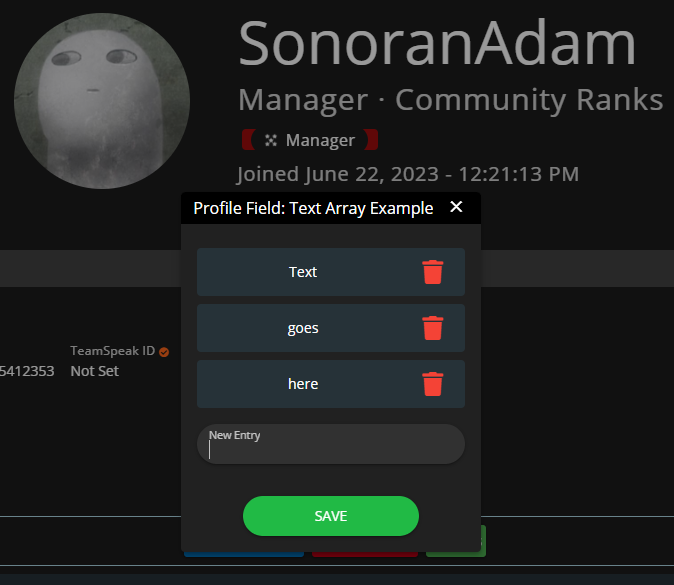 SonoranAdam
Manager · Community Ranks
Manager
Joined June 22, 2023 - 12:21:13 PM
Profile Field: Text Array Example
Text
goes
here
TeamSpeak ID
5412353 Not Set
New Entry
SAVE